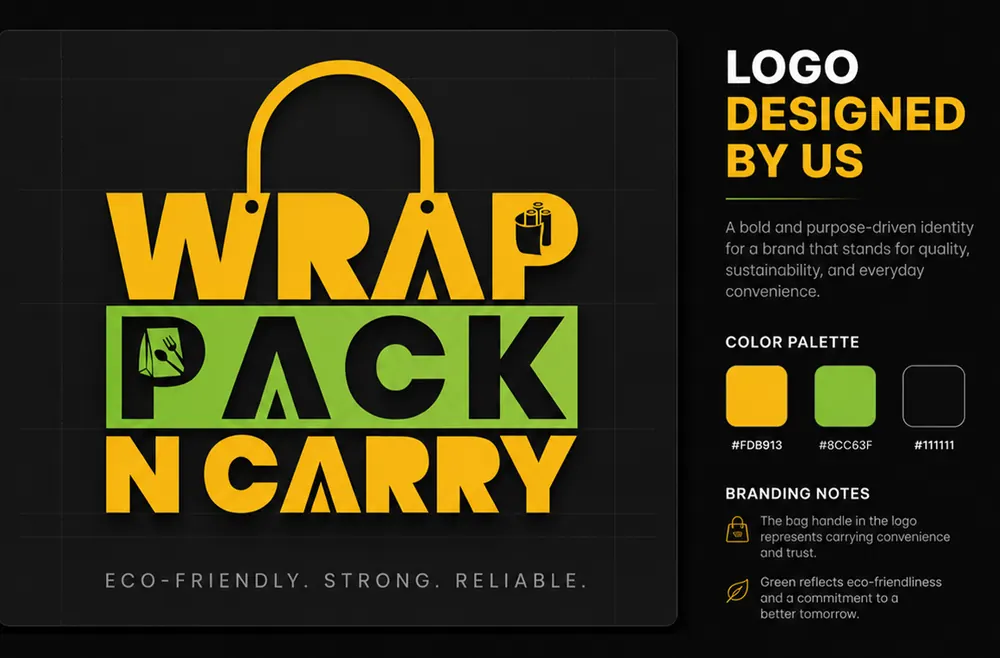 WRAP
PACK
N CARRY
ECO-FRIENDLY. STRONG. RELIABLE.
LOGO
DESIGNED
BY US
A bold and purpose-driven identity
for a brand that stands for quality,
sustainability, and everyday
convenience.
COLOR PALETTE
#FDB913 #8CC63F #111111
BRANDING NOTES
The bag handle in the logo
represents carrying convenience
and trust.
Green reflects eco-friendliness
and a commitment to a
better tomorrow.